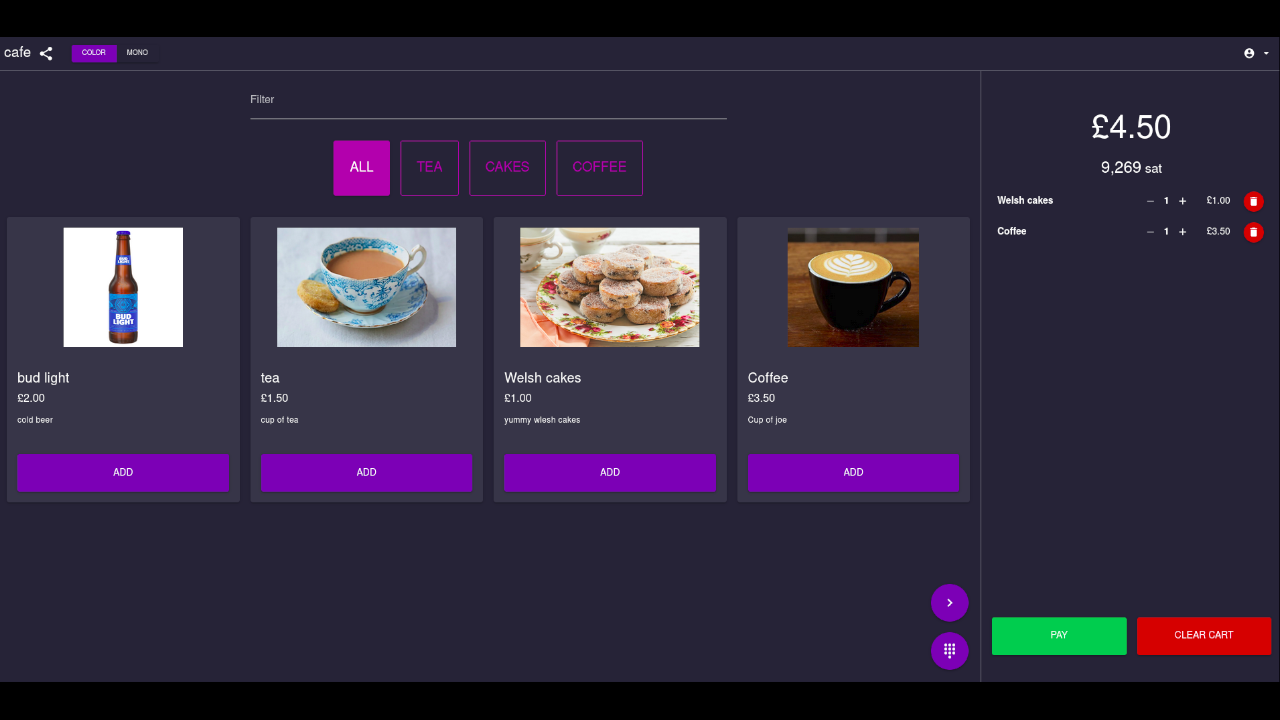 cafe
COLOR MONO
Filter
ALL TEA CAKES COFFEE
BUD LIGHT
BUD
LIGHT
bud light
£2.00
cold beer
ADD
tea
£1.50
cup of tea
ADD
Welsh cakes
£1.00
yummy wlesh cakes
ADD
Coffee
£3.50
Cup of joe
ADD
£4.50
9,269 sat
Welsh cakes − 1 + £1.00
Coffee − 1 + £3.50
PAY CLEAR CART